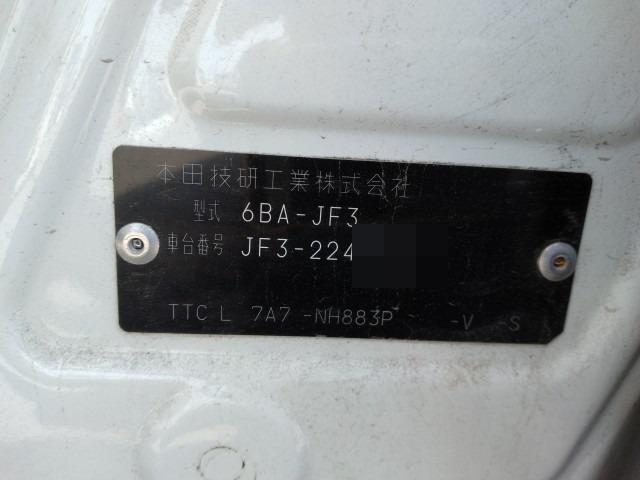 本田技研工業株式会社
型式 6BA-JF3
車台番号 JF3-224
TTC L 7A7 -NH883P -V -S